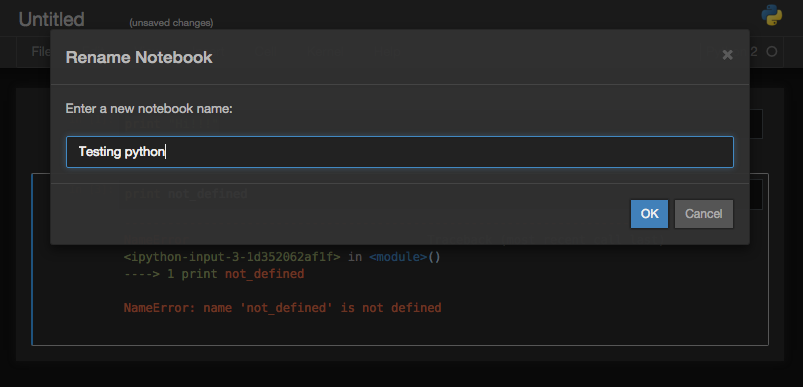 Untitled
(unsaved changes)
File
2
Rename Notebook
×
Enter a new notebook name:
Testing python
print not_defined
OK
Cancel
<ipython-input-3-1d352062af1f> in <module>()
----> 1 print not_defined
NameError: name 'not_defined' is not defined